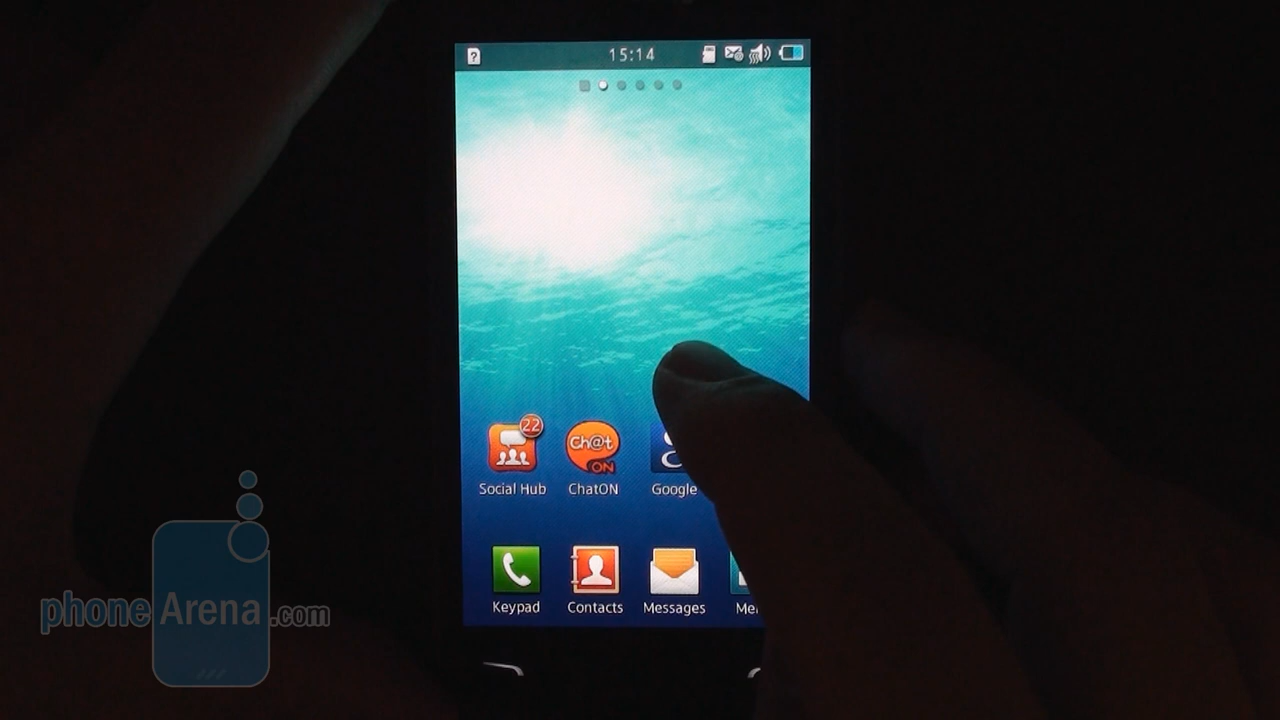 15:14
22
Ch@t
ON
Social Hub
ChatON
Google
Keypad
Contacts
Messages
phoneArena.com